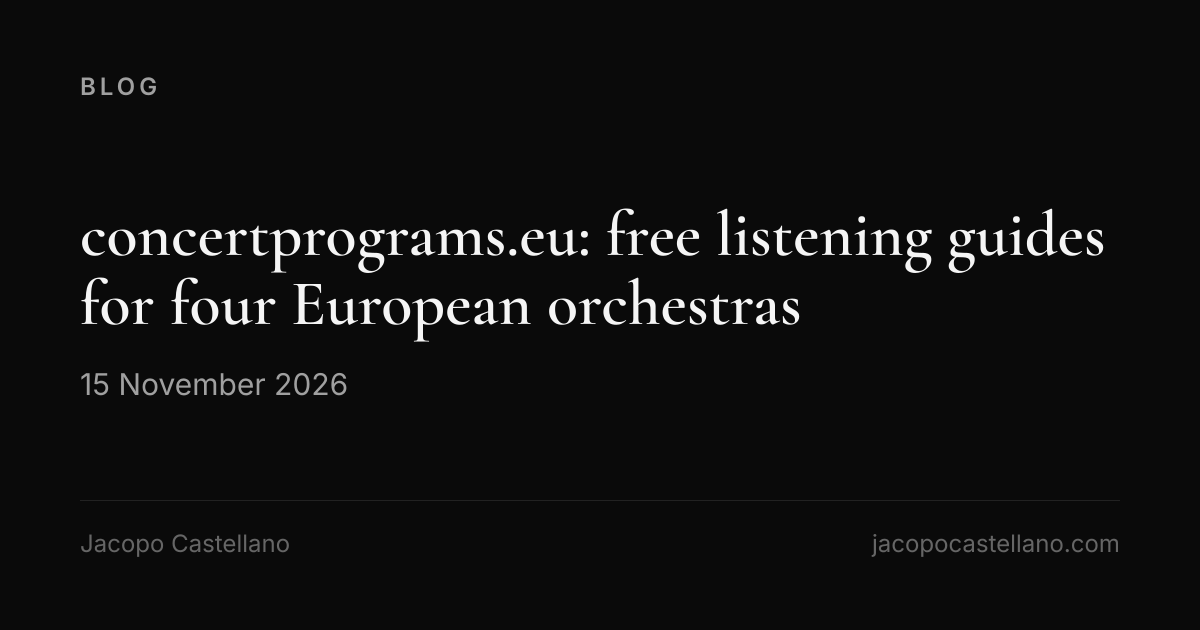 BLOG
concertprograms.eu: free listening guides
for four European orchestras
15 November 2026
Jacopo Castellano
jacopocastellano.com